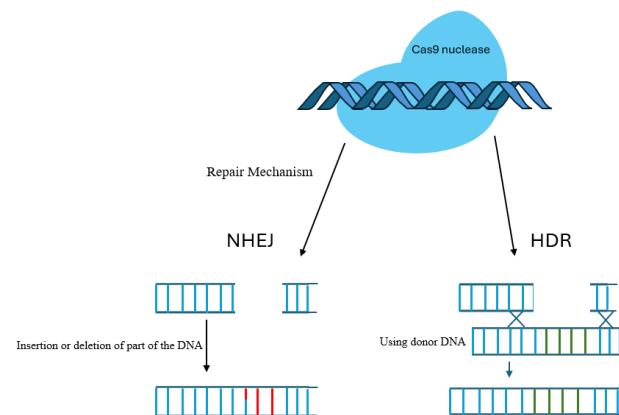 Cas9 nuclease
Repair Mechanism
NHEJ
HDR
Insertion or deletion of part of the DNA
Using donor DNA